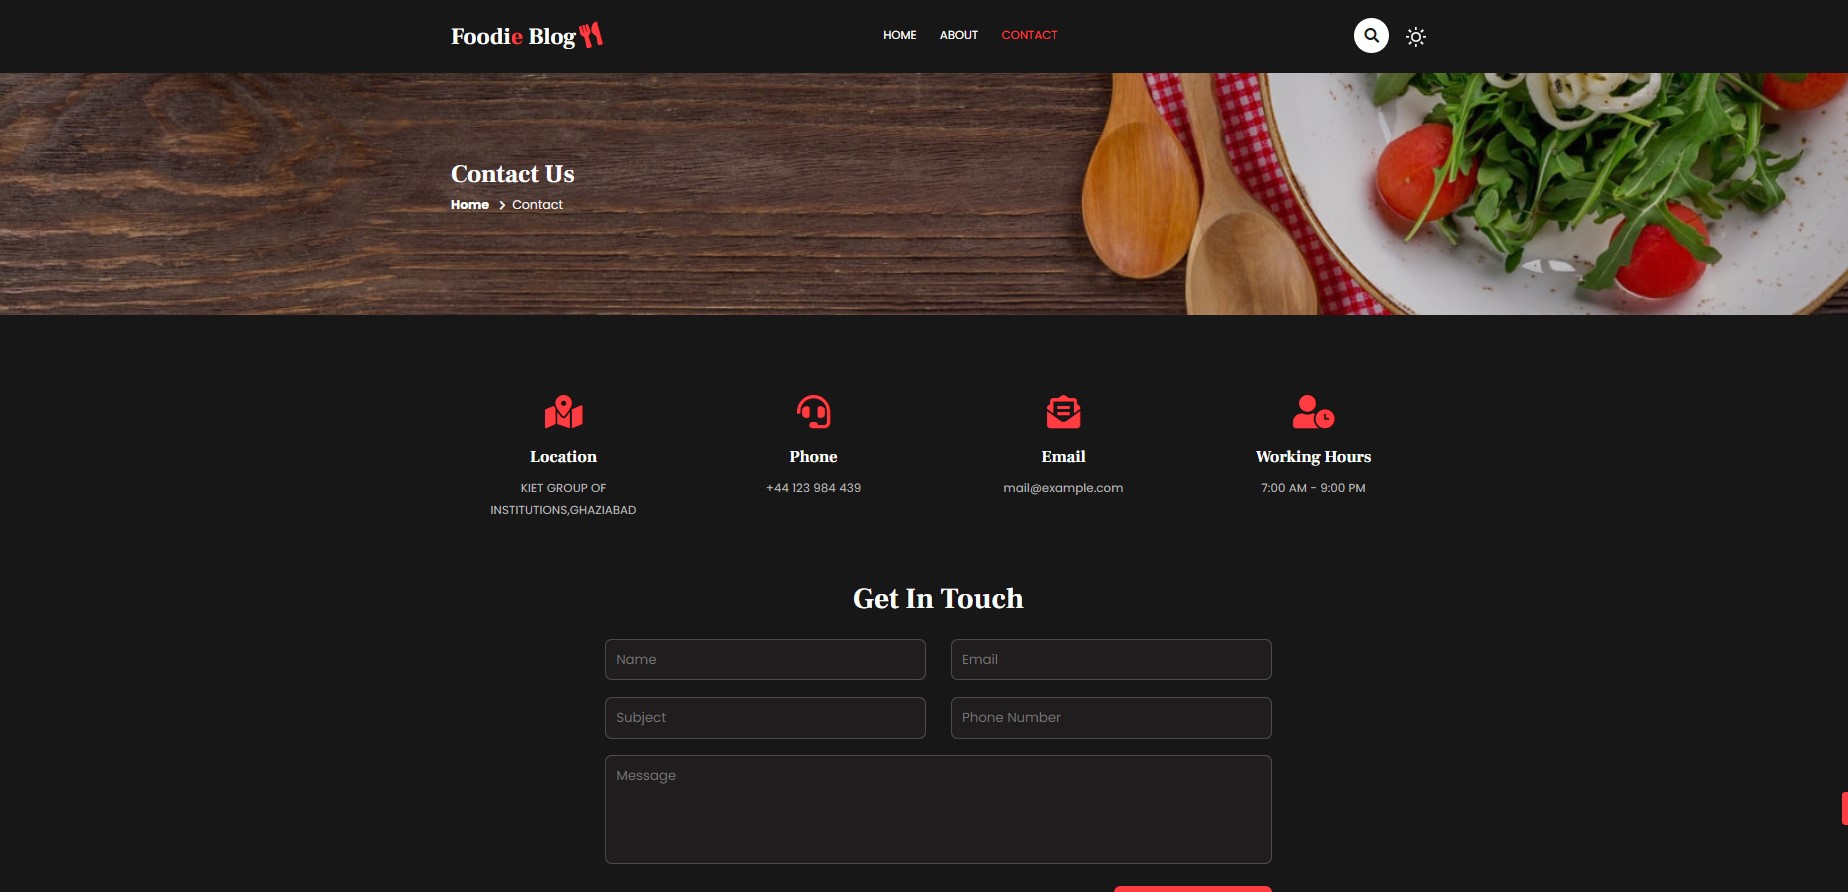 Foodie Blog
HOME ABOUT CONTACT
Contact Us
Home > Contact
Location
KIET GROUP OF
INSTITUTIONS,GHAZIABAD
Phone
+44 123 984 439
Email
mail@example.com
Working Hours
7:00 AM - 9:00 PM
Get In Touch
Name
Email
Subject
Phone Number
Message